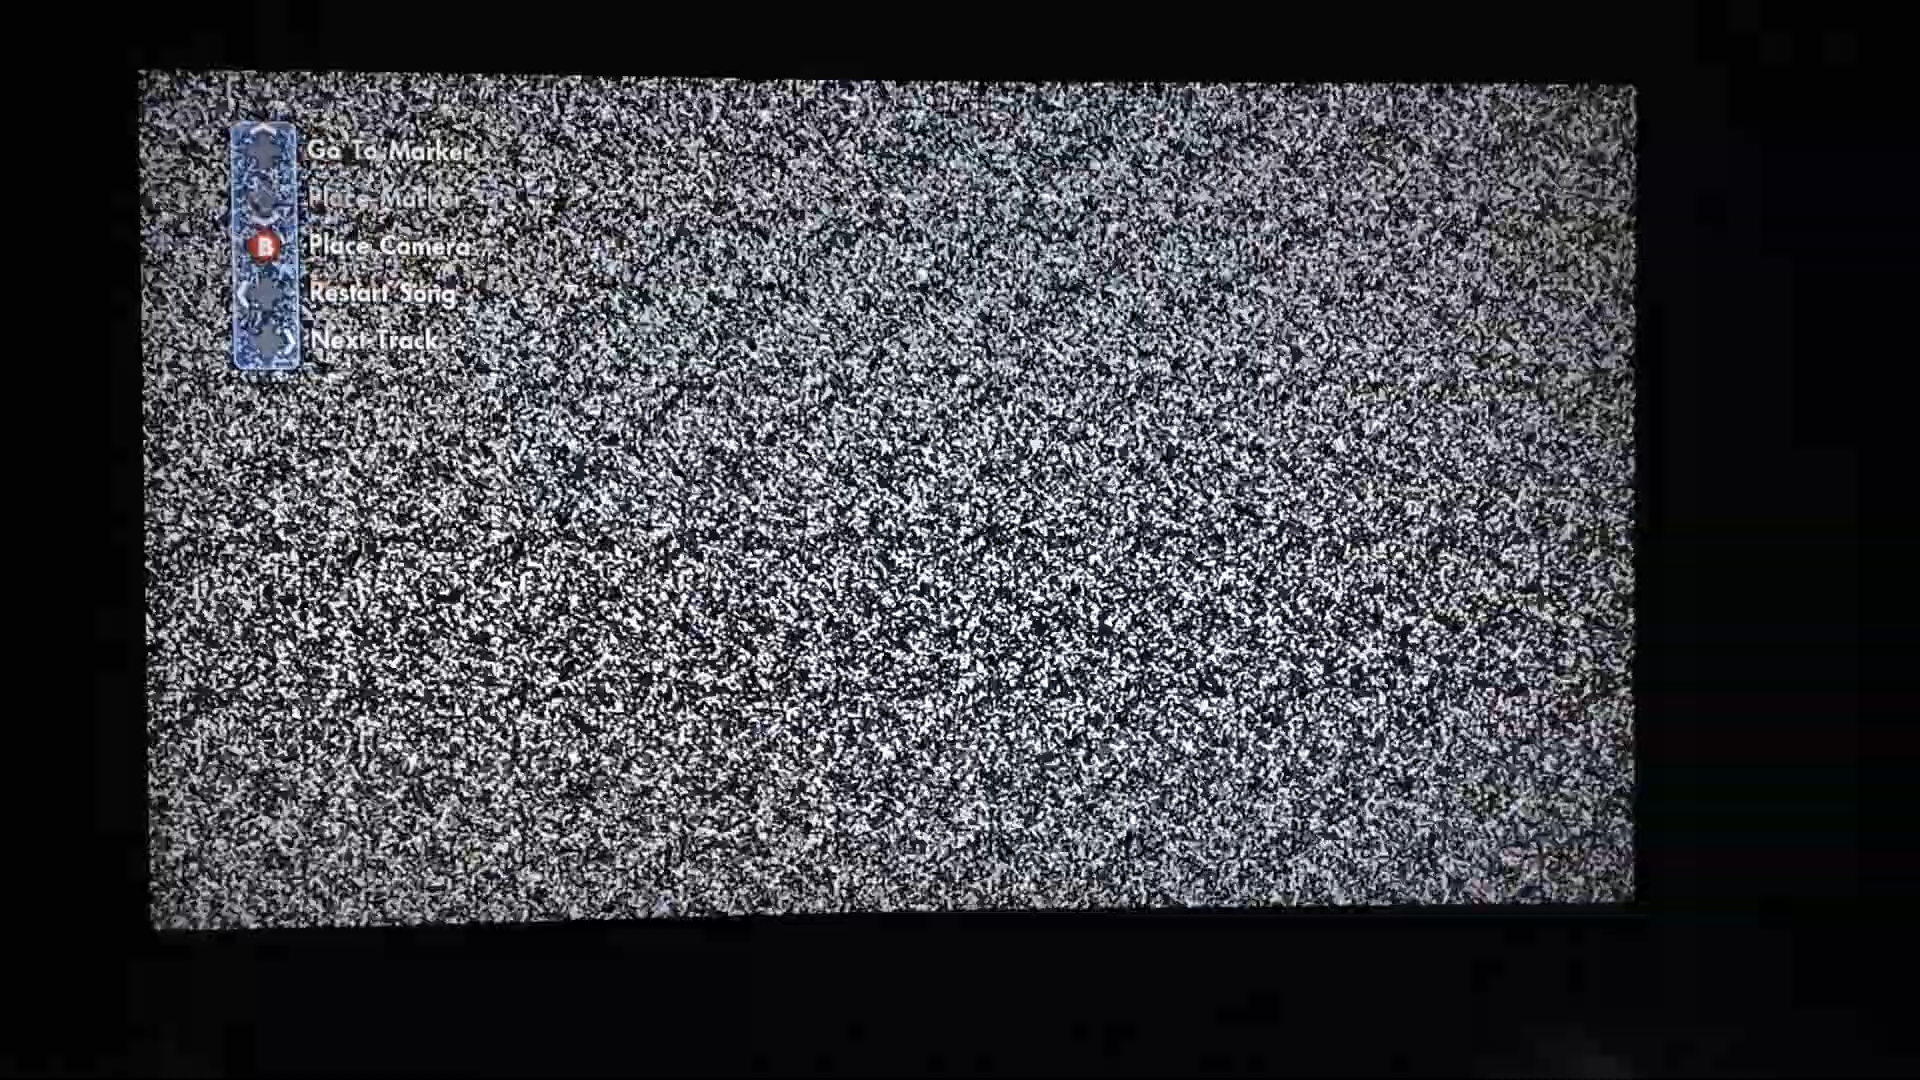 Go To Marker
Place Marker
B Place Camera
Restart Song
Next Track